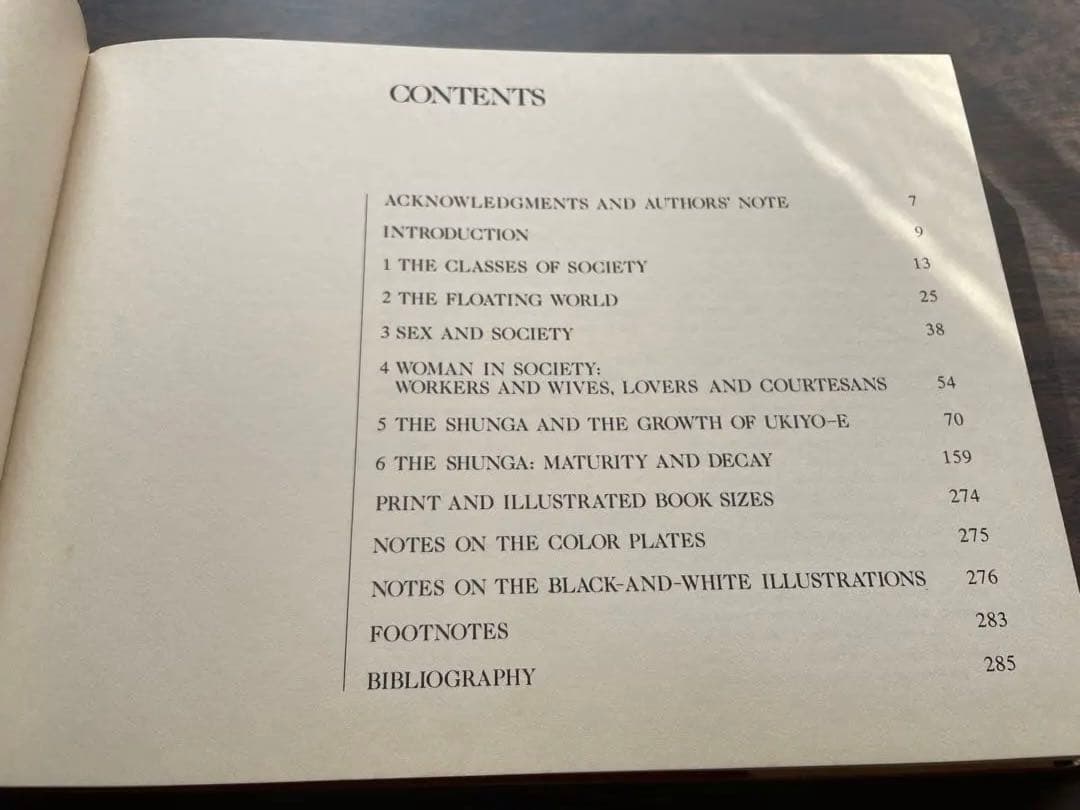 CONTENTS
ACKNOWLEDGMENTS AND AUTHORS' NOTE 7
INTRODUCTION 9
1 THE CLASSES OF SOCIETY 13
2 THE FLOATING WORLD 25
3 SEX AND SOCIETY 38
4 WOMAN IN SOCIETY:
WORKERS AND WIVES, LOVERS AND COURTESANS 54
5 THE SHUNGA AND THE GROWTH OF UKIYO-E 70
6 THE SHUNGA: MATURITY AND DECAY 159
PRINT AND ILLUSTRATED BOOK SIZES 274
NOTES ON THE COLOR PLATES 275
NOTES ON THE BLACK-AND-WHITE ILLUSTRATIONS 276
FOOTNOTES 283
BIBLIOGRAPHY 285